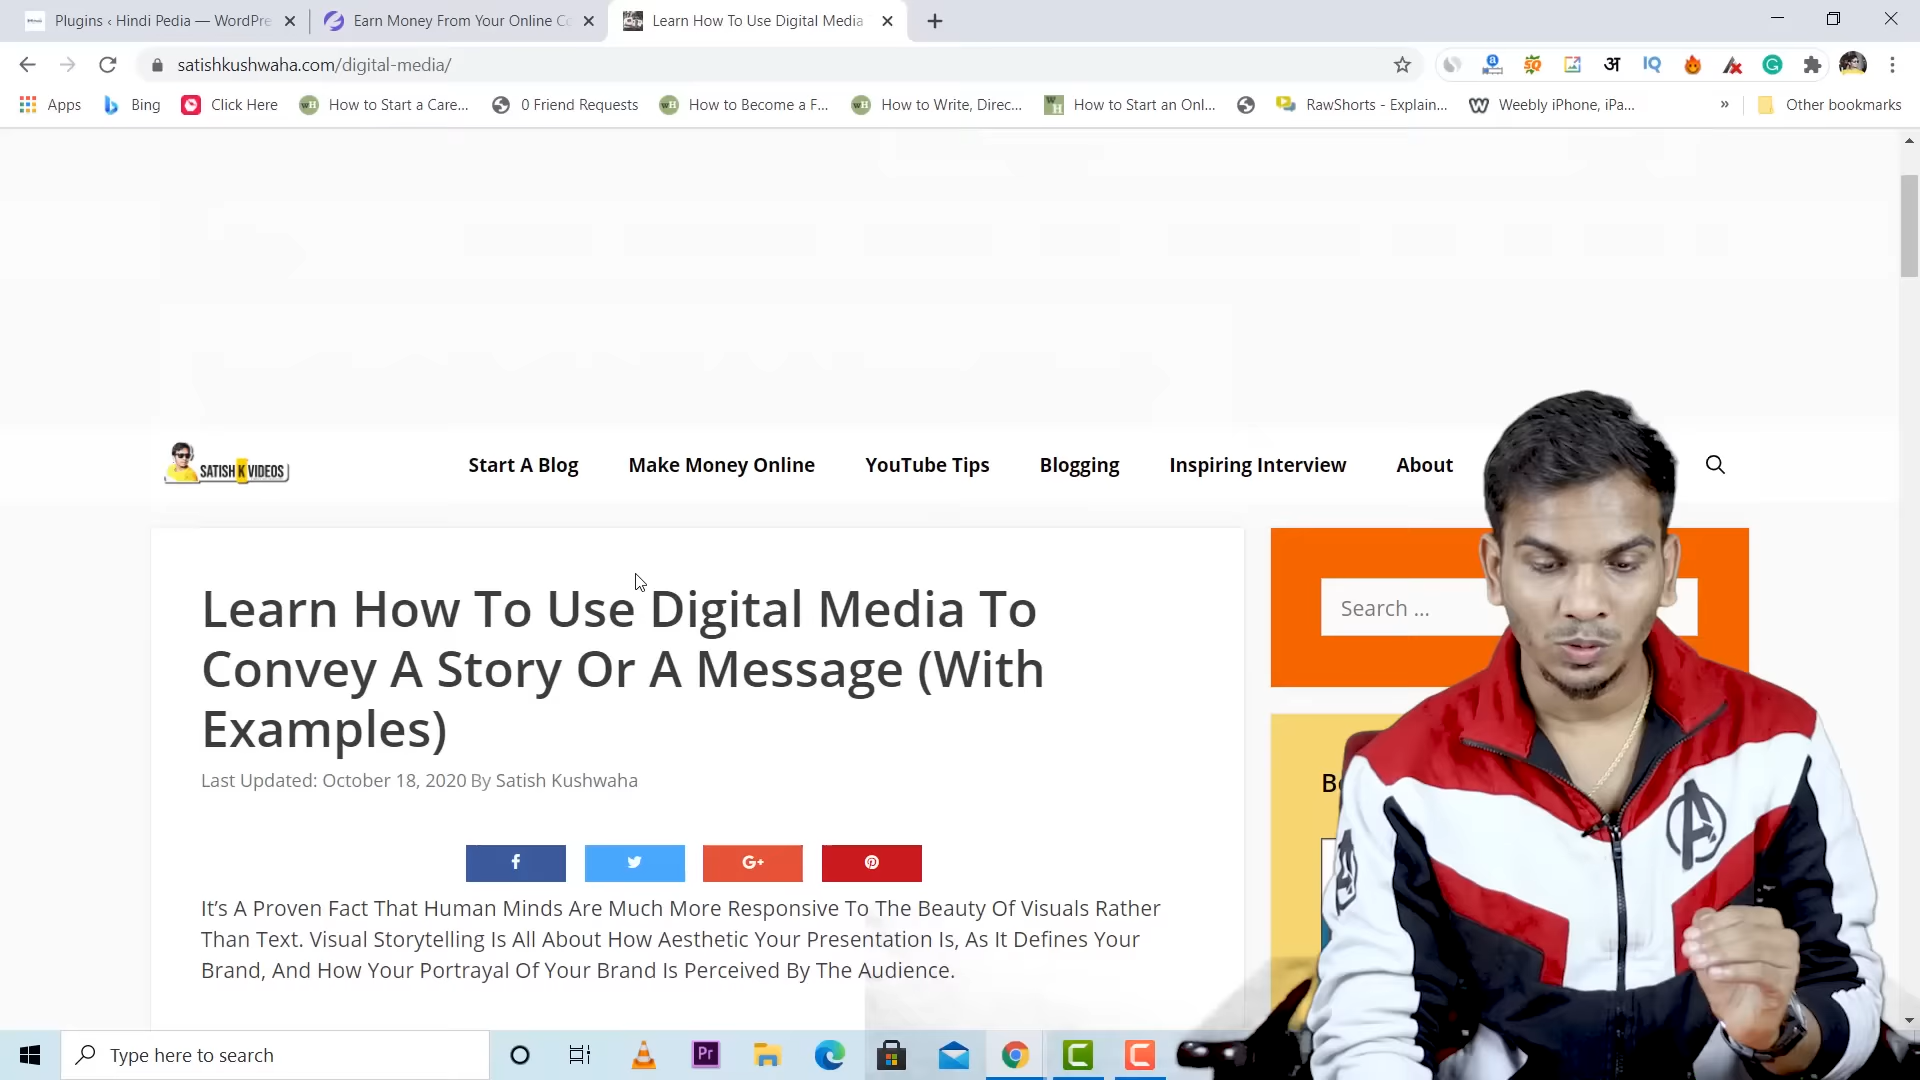 Plugins ‹ Hindi Pedia — WordPre
Earn Money From Your Online Co
Learn How To Use Digital Media
satishkushwaha.com/digital-media/
Apps
Bing
Click Here
How to Start a Care...
0 Friend Requests
How to Become a F...
How to Write, Direc...
How to Start an Onl...
RawShorts - Explain...
Weebly iPhone, iPa...
»
Other bookmarks
SATISH K VIDEOS
Start A Blog
Make Money Online
YouTube Tips
Blogging
Inspiring Interview
About
Learn How To Use Digital Media To
Convey A Story Or A Message (With
Examples)
Last Updated: October 18, 2020 By Satish Kushwaha
Search ...
f
G+
It's A Proven Fact That Human Minds Are Much More Responsive To The Beauty Of Visuals Rather
Than Text. Visual Storytelling Is All About How Aesthetic Your Presentation Is, As It Defines Your
Brand, And How Your Portrayal Of Your Brand Is Perceived By The Audience.
Type here to search
Pr